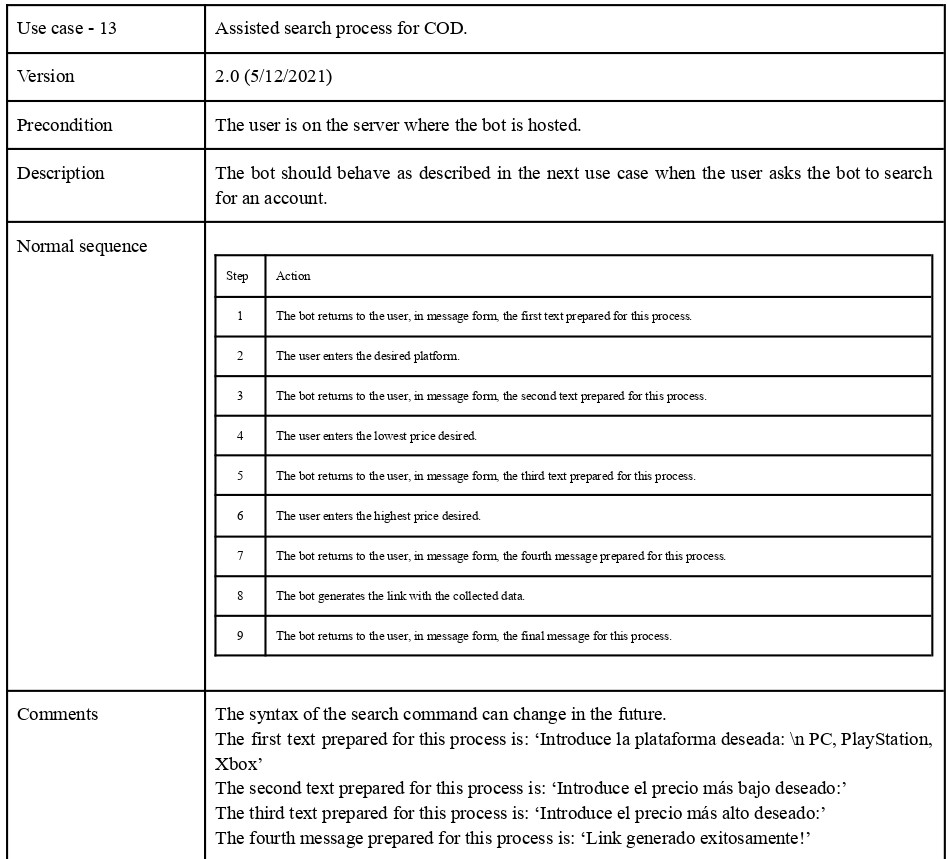 Use case - 13
Assisted search process for COD.
Version
2.0 (5/12/2021)
Precondition
The user is on the server where the bot is hosted.
Description
The bot should behave as described in the next use case when the user asks the bot to search
for an account.
Normal sequence
Step
Action
1
The bot returns to the user, in message form, the first text prepared for this process.
2
The user enters the desired platform.
3
The bot returns to the user, in message form, the second text prepared for this process.
4
The user enters the lowest price desired.
5
The bot returns to the user, in message form, the third text prepared for this process.
6
The user enters the highest price desired.
7
The bot returns to the user, in message form, the fourth message prepared for this process.
8
The bot generates the link with the collected data.
9
The bot returns to the user, in message form, the final message for this process.
Comments
The syntax of the search command can change in the future.
The first text prepared for this process is: ‘Introduce la plataforma deseada: \n PC, PlayStation,
Xbox’
The second text prepared for this process is: ‘Introduce el precio más bajo deseado:’
The third text prepared for this process is: ‘Introduce el precio más alto deseado:’
The fourth message prepared for this process is: ‘Link generado exitosamente!’